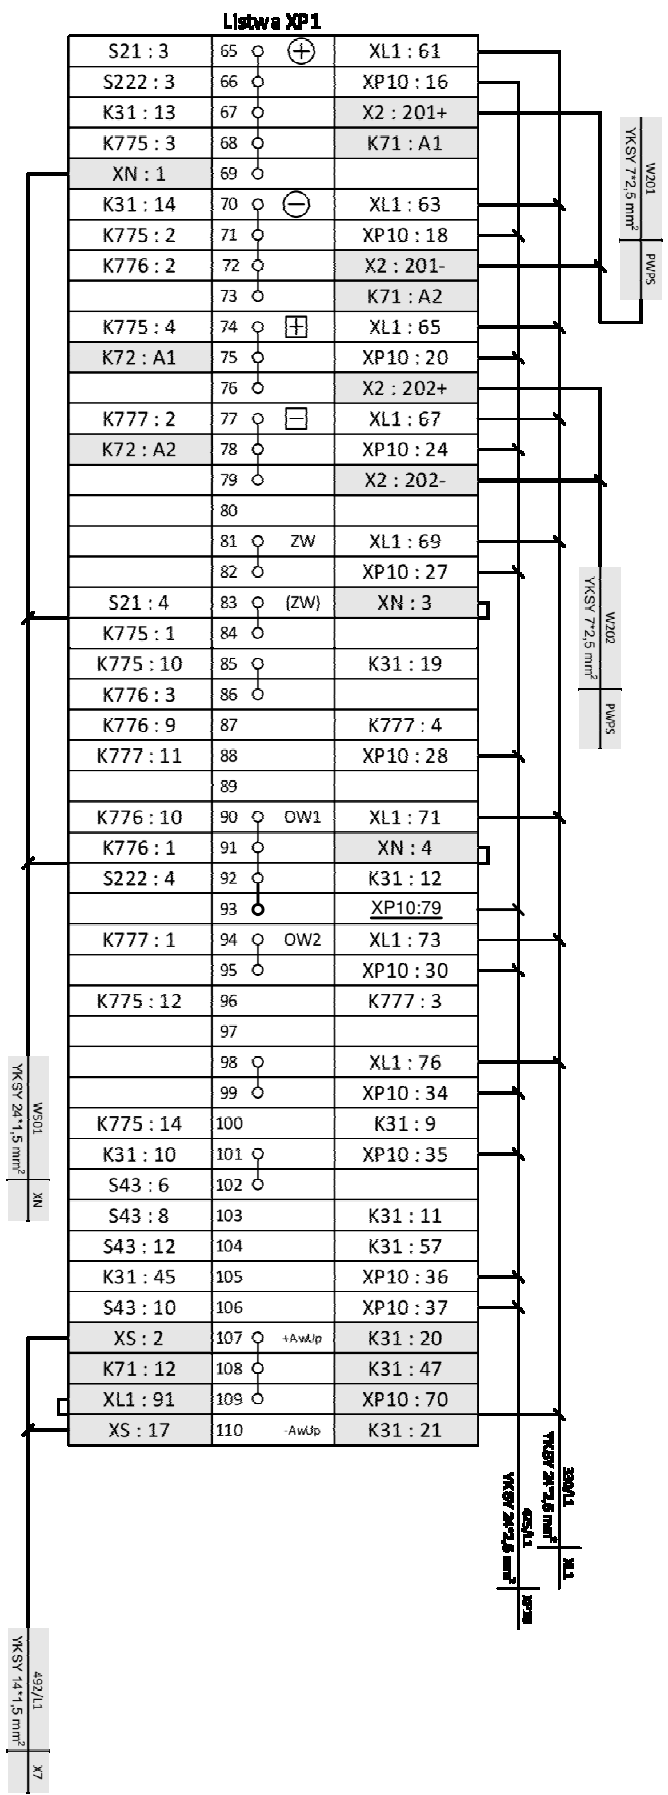 Listwa XP1
S21 : 3 65 XL1 : 61
S222 : 3 66 XP10 : 16
K31 : 13 67 X2 : 201+
K775 : 3 68 K71 : A1
XN : 1 69
K31 : 14 70 XL1 : 63
K775 : 2 71 XP10 : 18
K776 : 2 72 X2 : 201-
73 K71 : A2
K775 : 4 74 XL1 : 65
K72 : A1 75 XP10 : 20
76 X2 : 202+
K777 : 2 77 XL1 : 67
K72 : A2 78 XP10 : 24
79 X2 : 202-
80
81 ZW XL1 : 69
82 XP10 : 27
S21 : 4 83 (ZW) XN : 3
K775 : 1 84
K775 : 10 85 K31 : 19
K776 : 3 86
K776 : 9 87 K777 : 4
K777 : 11 88 XP10 : 28
89
K776 : 10 90 OW1 XL1 : 71
K776 : 1 91 XN : 4
S222 : 4 92 K31 : 12
93 XP10:79
K777 : 1 94 OW2 XL1 : 73
95 XP10 : 30
K775 : 12 96 K777 : 3
97
98 XL1 : 76
99 XP10 : 34
K775 : 14 100 K31 : 9
K31 : 10 101 XP10 : 35
S43 : 6 102
S43 : 8 103 K31 : 11
S43 : 12 104 K31 : 57
K31 : 45 105 XP10 : 36
S43 : 10 106 XP10 : 37
XS : 2 107 +AwUp K31 : 20
K71 : 12 108 K31 : 47
XL1 : 91 109 XP10 : 70
XS : 17 110 -AwUp K31 : 21
W201 PWPS
YKSY 7*2,5 mm²
W202 PWPS
YKSY 7*2,5 mm²
W501 XN
YKSY 24*1,5 mm²
330/L1 XL1
YKSY 24*2,5 mm²
475/L1 XP10
YKSY 24*2,5 mm²
492/L1 X7
YKSY 14*1,5 mm²